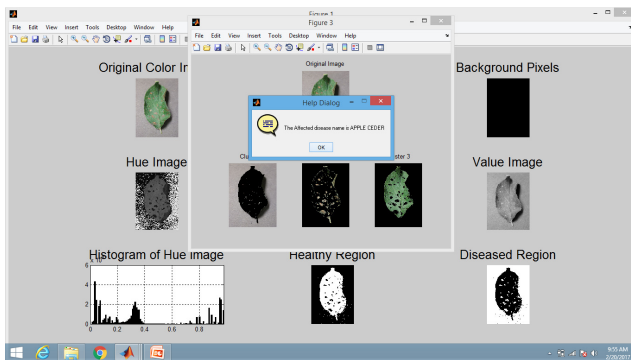 Figure 1
Figure 3
File Edit View Insert Tools Desktop Window Help
File Edit View Insert Tools Desktop Window Help
Original Color Im
Original Image
Background Pixels
Help Dialog
The Affected disease name is APPLE CEDER
OK
Hue Image
Clu
ster 3
Value Image
Histogram of Hue Image
Healthy Region
Diseased Region
6
4
2
0
0 0.2 0.4 0.6 0.8
9:55 AM
2/20/2017